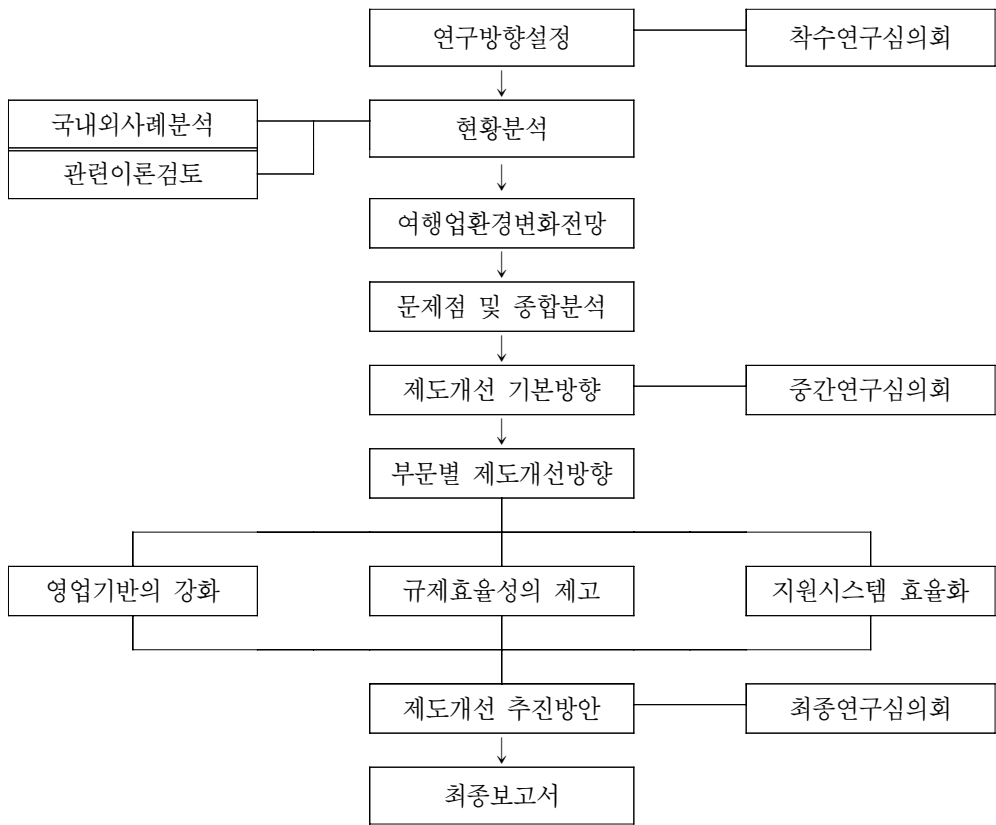 연구방향설정
착수연구심의회
국내외사례분석
현황분석
관련이론검토
여행업환경변화전망
문제점 및 종합분석
제도개선 기본방향
중간연구심의회
부문별 제도개선방향
영업기반의 강화
규제효율성의 제고
지원시스템 효율화
제도개선 추진방안
최종연구심의회
최종보고서